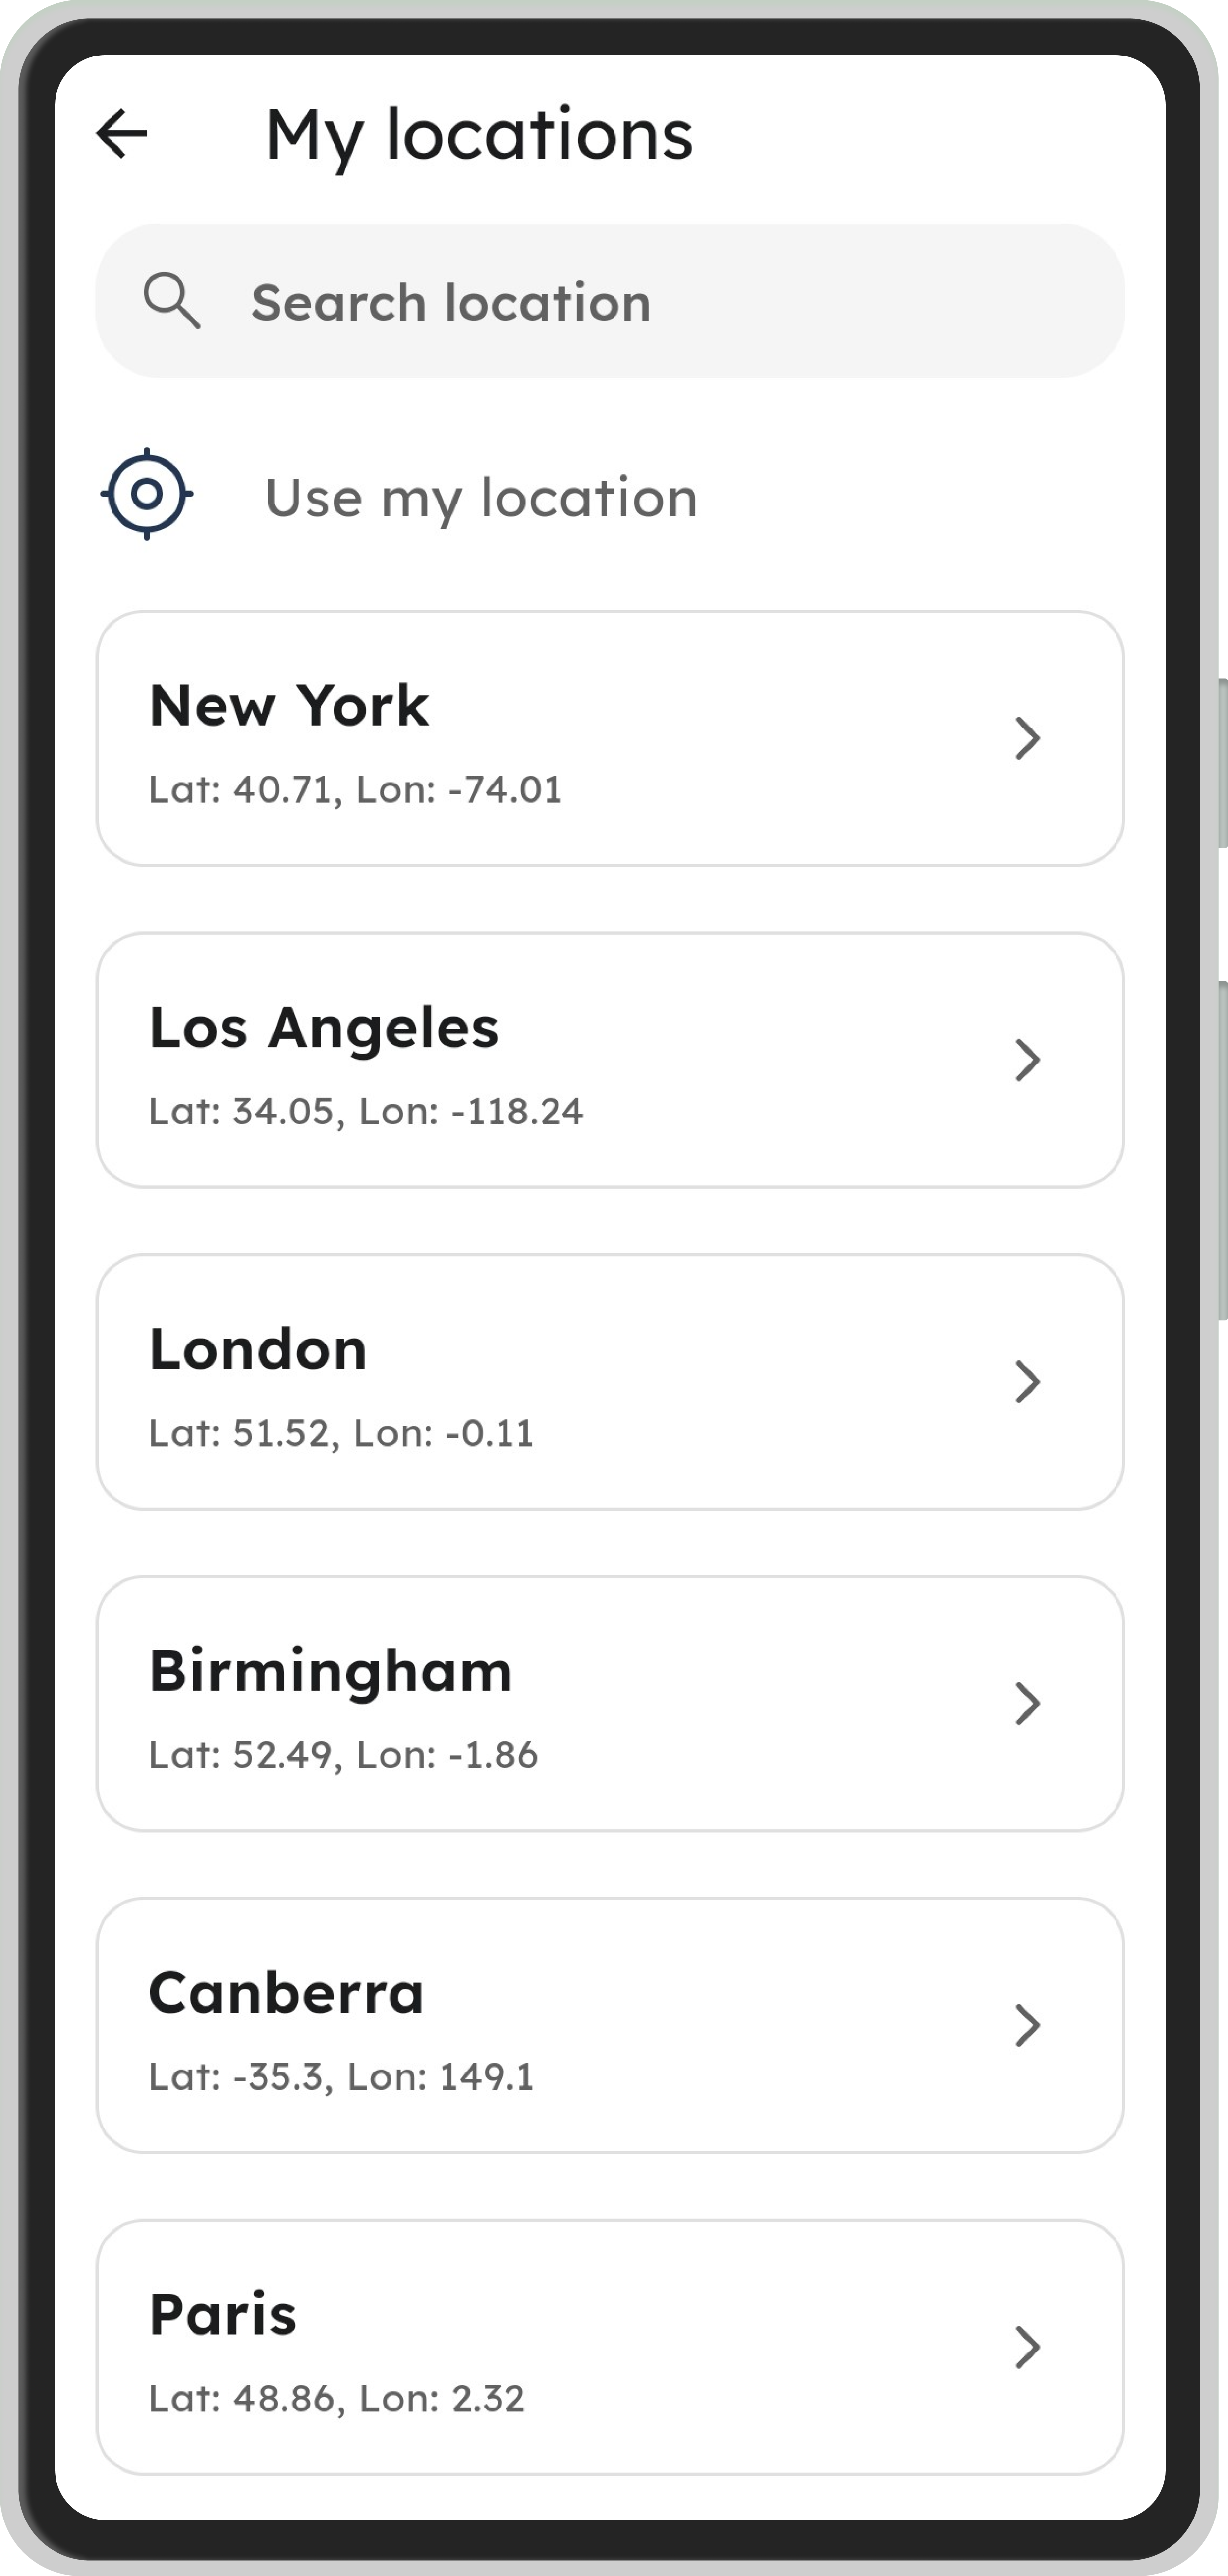 My locations
Search location
Use my location
New York
Lat: 40.71, Lon: -74.01
Los Angeles
Lat: 34.05, Lon: -118.24
London
Lat: 51.52, Lon: -0.11
Birmingham
Lat: 52.49, Lon: -1.86
Canberra
Lat: -35.3, Lon: 149.1
Paris
Lat: 48.86, Lon: 2.32